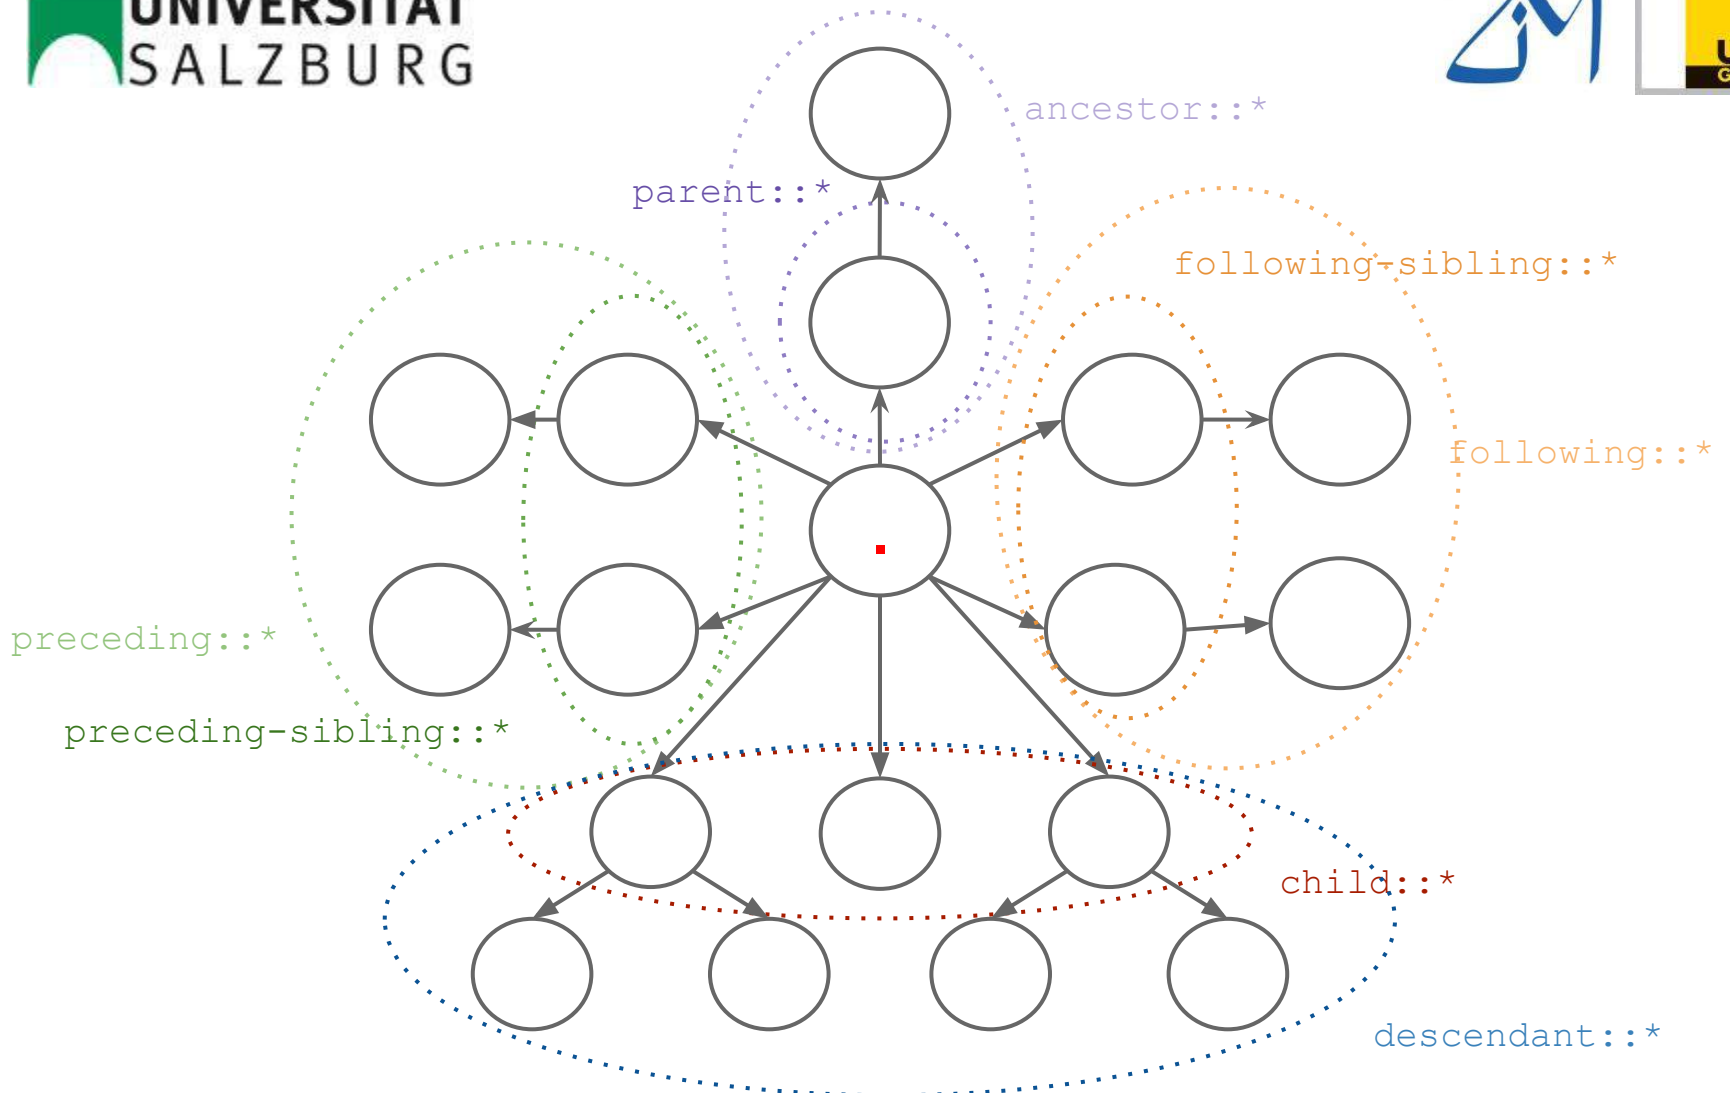 UNIVERSITÄT
SALZBURG
ancestor::*
parent::*
following-sibling::*
following::*
preceding::*
preceding-sibling::*
child::*
descendant::*